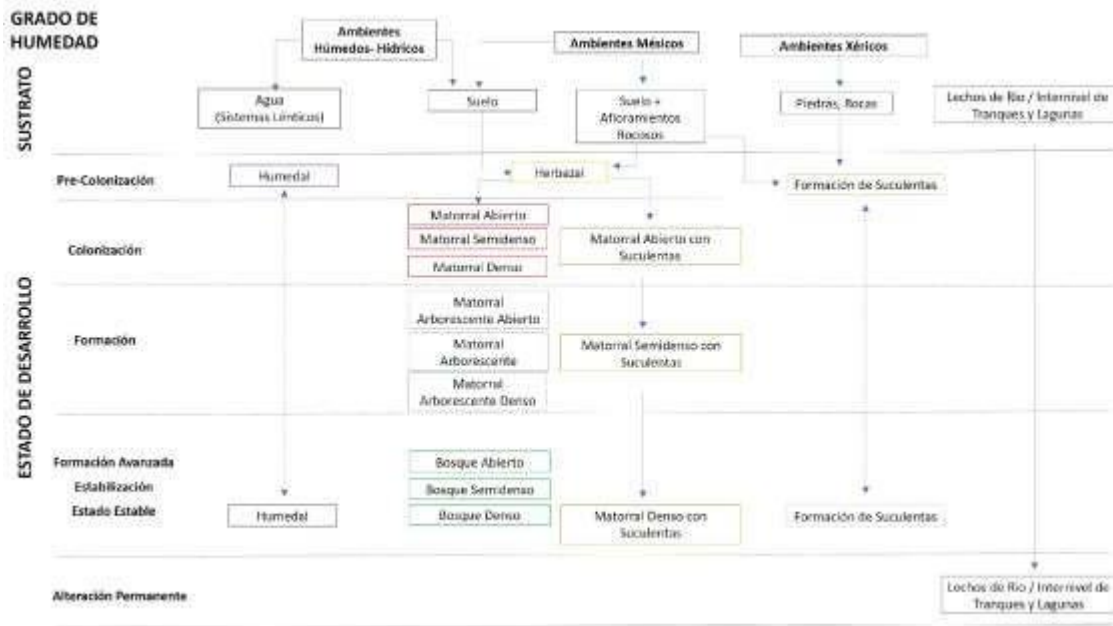 GRADO DE
HUMEDAD
Ambientes
Húmedos- Hídricos
Ambientes Mésicos
Ambientes Xéricos
SUSTRATO
Agua
(Sistemas Lénticos)
Suelo
Suelo +
Afloramientos
Rocosos
Piedras, Rocas
Lechos de Rio / Internivel de
Tranques y Lagunas
ESTADO DE DESARROLLO
Pre-Colonización
Humedal
Herbazal
Formación de Suculentas
Colonización
Matorral Abierto
Matorral Semidenso
Matorral Denso
Matorral Abierto con
Suculentas
Formación
Matorral
Arborescente Abierto
Matorral
Arborescente
Matorral
Arborescente Denso
Matorral Semidenso con
Suculentas
Formación Avanzada
Estabilización
Estado Estable
Humedal
Bosque Abierto
Bosque Semidenso
Bosque Denso
Matorral Denso con
Suculentas
Formación de Suculentas
Alteración Permanente
Lechos de Rio / Internivel de
Tranques y Lagunas